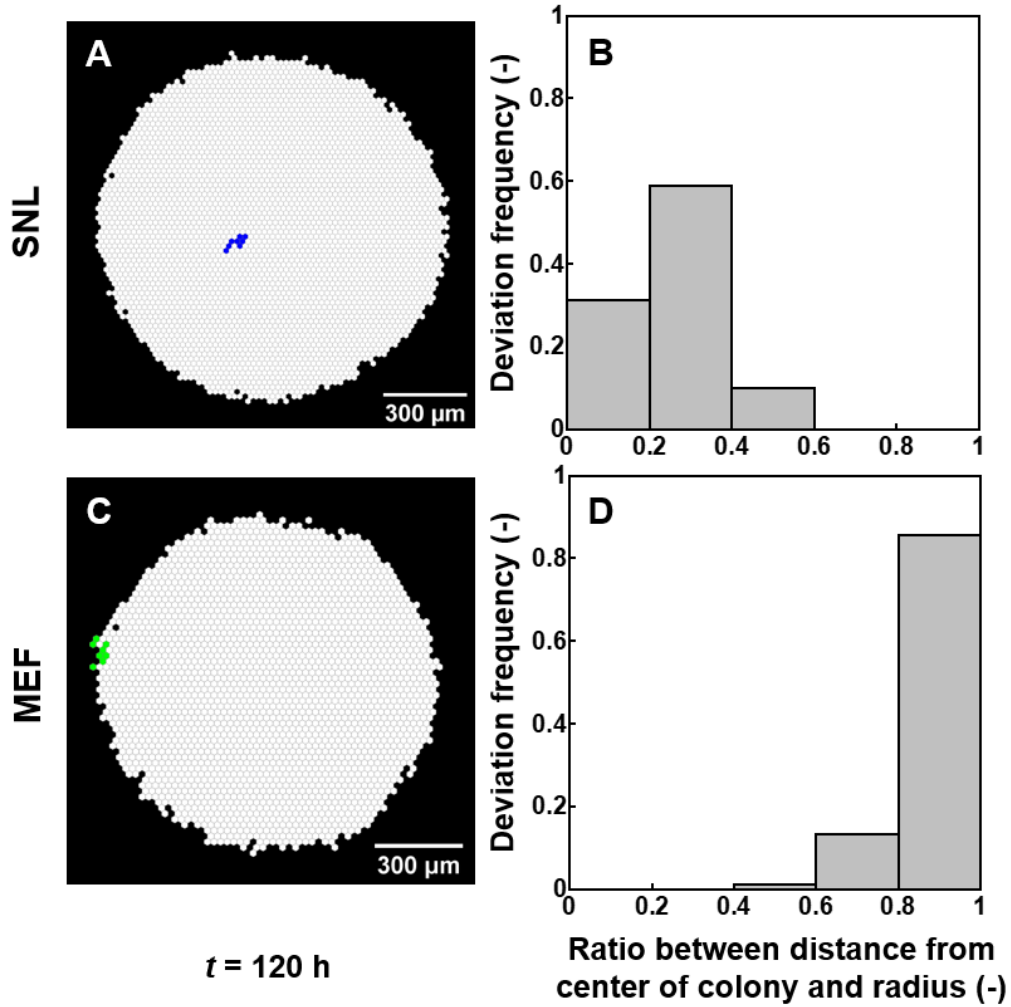 SNL
A
300 μm
B
Deviation frequency (-)
1
0.8
0.6
0.4
0.2
0
0 0.2 0.4 0.6 0.8 1
MEF
C
300 μm
D
Deviation frequency (-)
1
0.8
0.6
0.4
0.2
0
0 0.2 0.4 0.6 0.8 1
t = 120 h
Ratio between distance from
center of colony and radius (-)